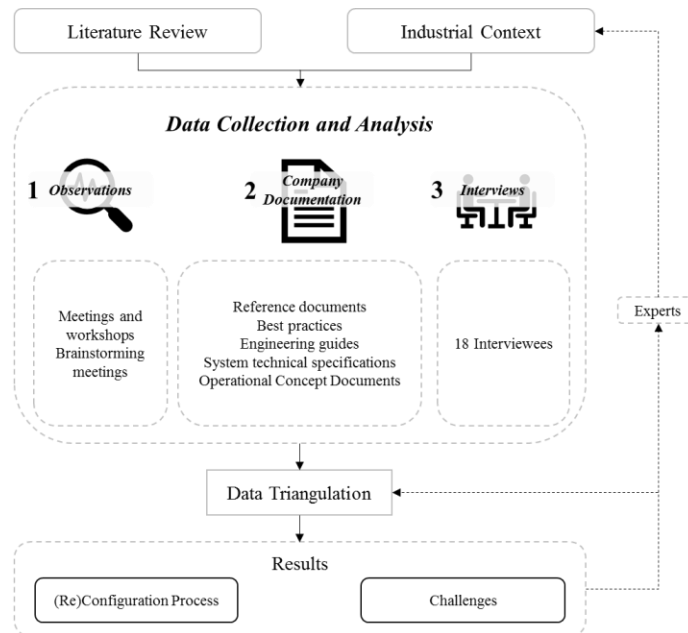 Literature Review
Industrial Context
Data Collection and Analysis
1 Observations
2 Company
Documentation
3 Interviews
Meetings and
workshops
Brainstorming
meetings
Reference documents
Best practices
Engineering guides
System technical specifications
Operational Concept Documents
18 Interviewees
Experts
Data Triangulation
Results
(Re)Configuration Process
Challenges